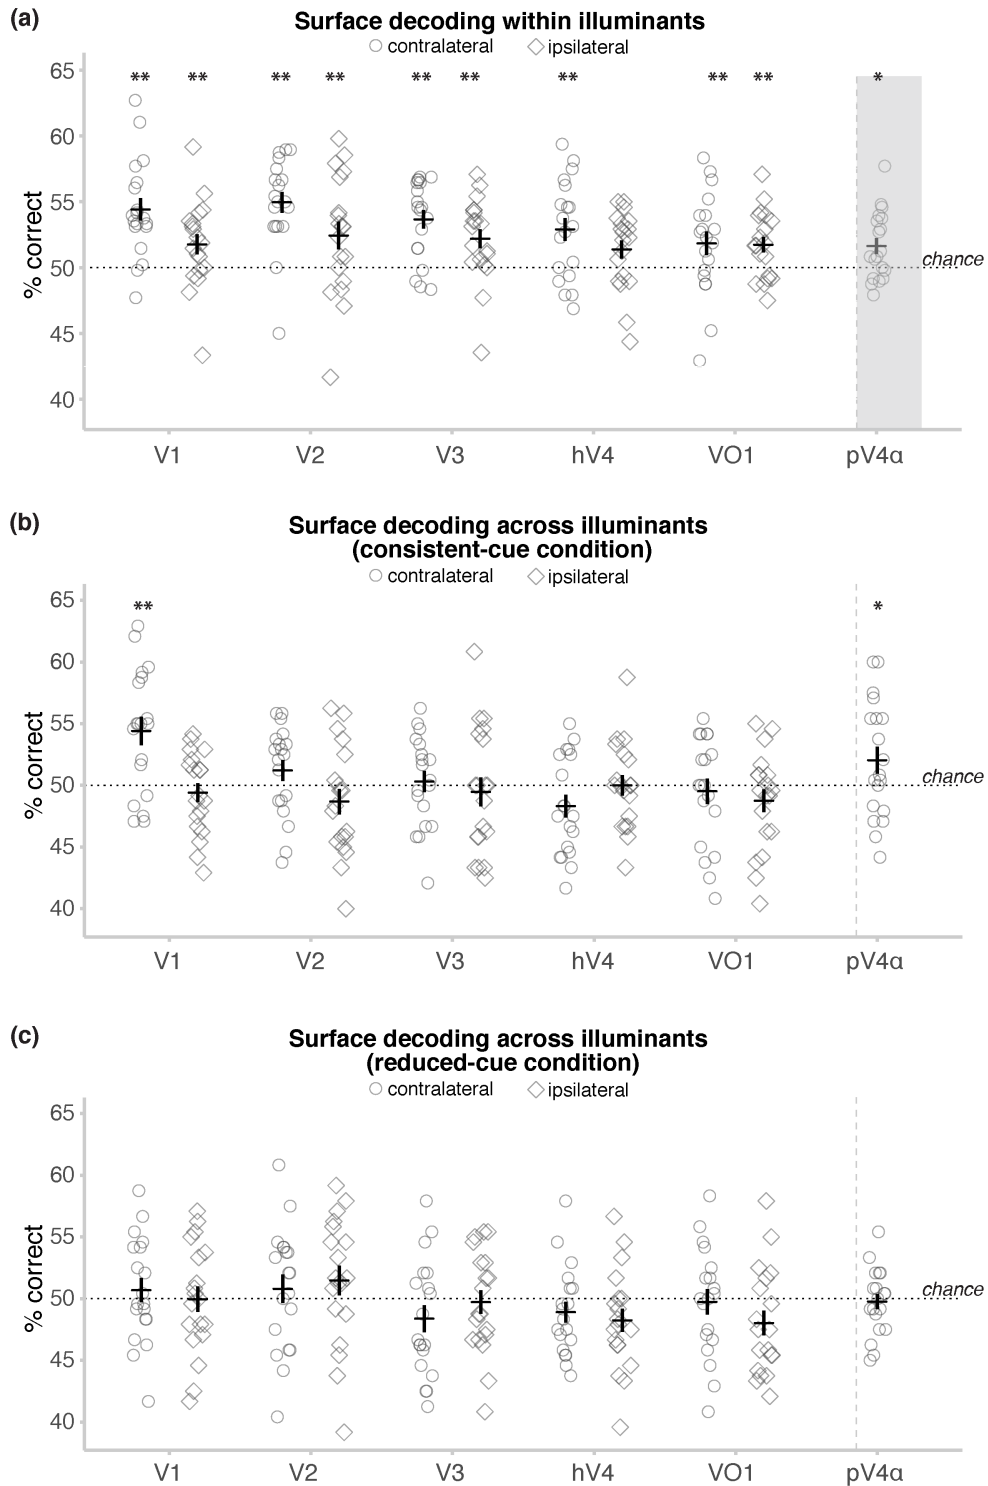 (a)
Surface decoding within illuminants
contralateral ipsilateral
65
** ** ** ** ** ** ** ** ** *
60
55
50
45
40
% correct
chance
V1 V2 V3 hV4 VO1 pV4α
(b)
Surface decoding across illuminants
(consistent-cue condition)
contralateral ipsilateral
65
** *
60
55
50
45
40
% correct
chance
V1 V2 V3 hV4 VO1 pV4α
(c)
Surface decoding across illuminants
(reduced-cue condition)
contralateral ipsilateral
65
60
55
50
45
40
% correct
chance
V1 V2 V3 hV4 VO1 pV4α